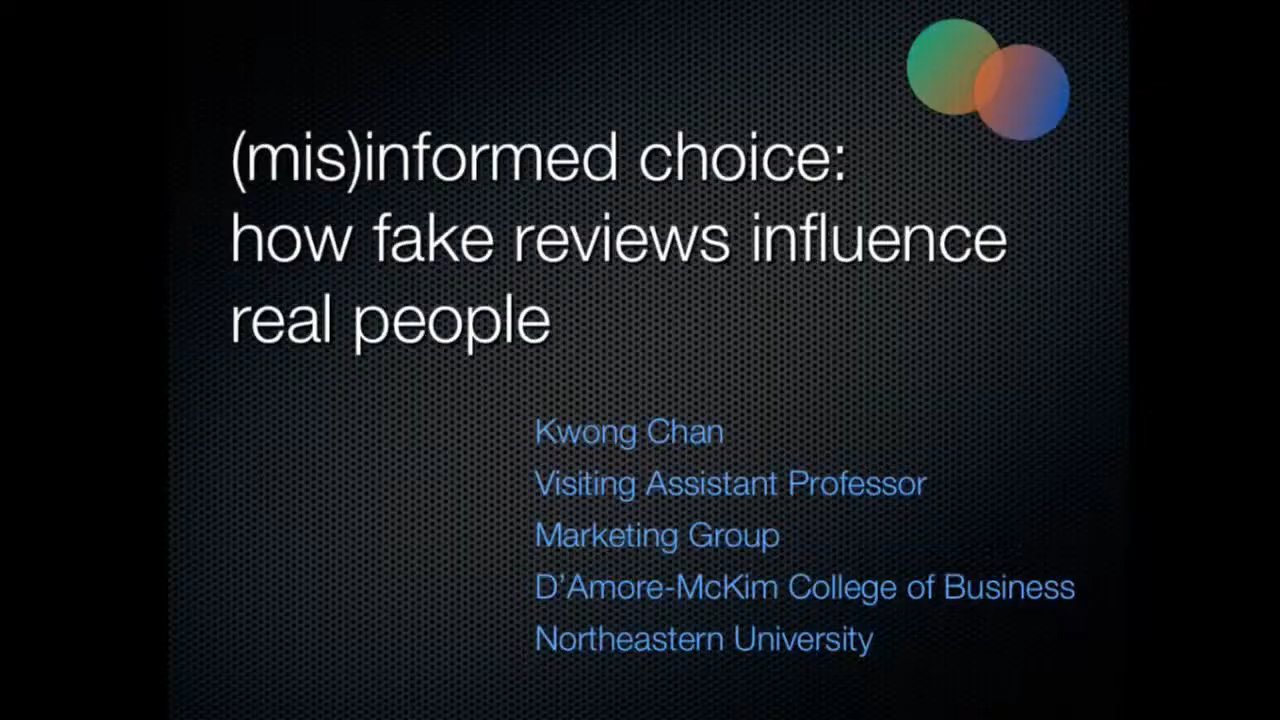 (mis)informed choice:
how fake reviews influence
real people
Kwong Chan
Visiting Assistant Professor
Marketing Group
D’Amore-McKim College of Business
Northeastern University